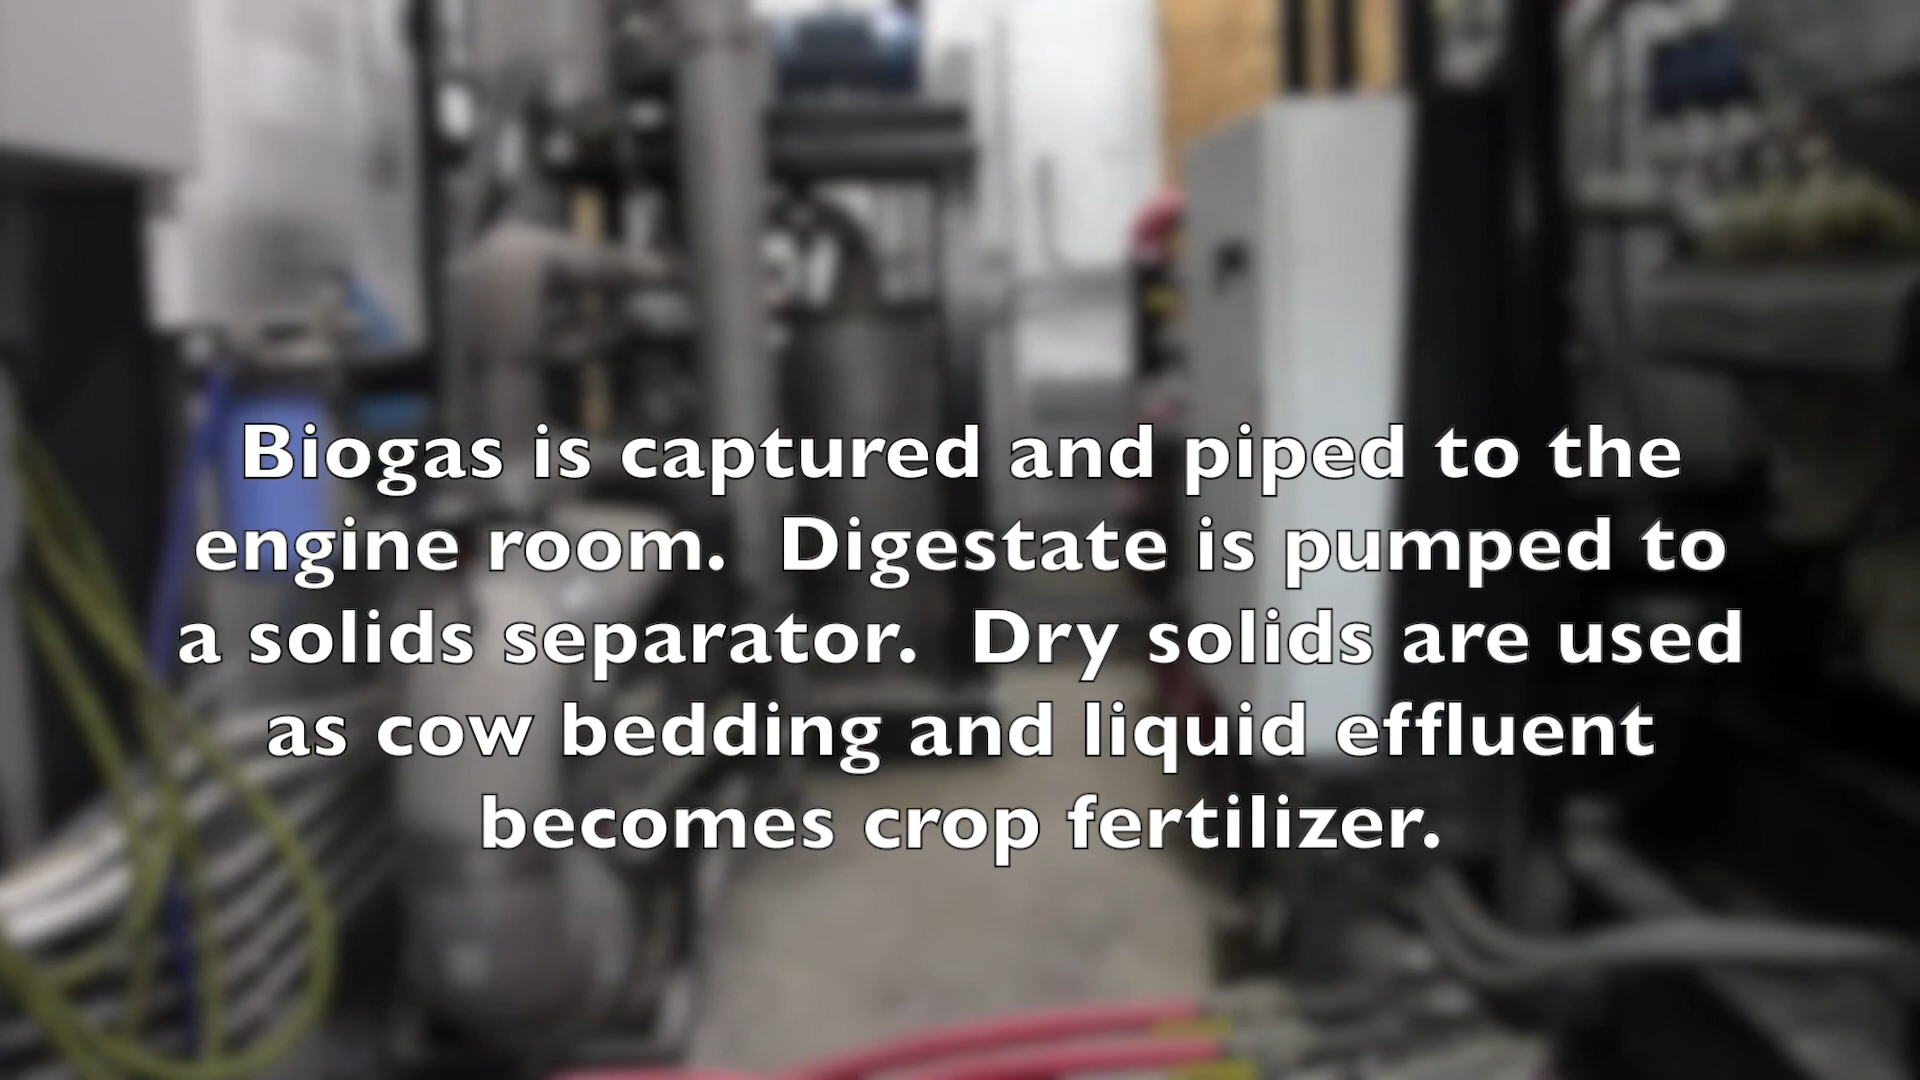 Biogas is captured and piped to the
engine room.  Digestate is pumped to
a solids separator.  Dry solids are used
as cow bedding and liquid effluent
becomes crop fertilizer.